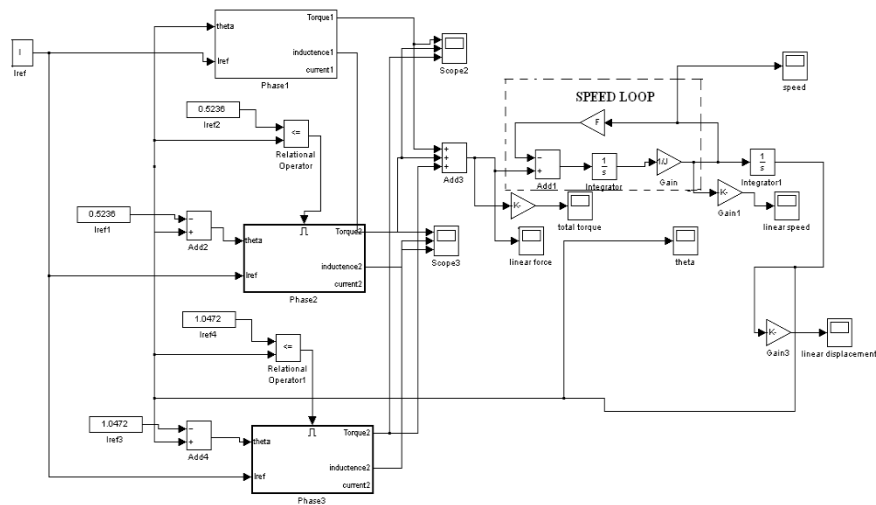 I
Iref
theta
Iref
Torque1
inductence1
current1
Phase1
0.5236
Iref2
<=
Relational
Operator
0.5236
Iref1
−
+
Add2
theta
Iref
Torque2
inductence2
current2
Phase2
1.0472
Iref4
<=
Relational
Operator1
1.0472
Iref3
−
+
Add4
theta
Iref
Torque2
inductence2
current2
Phase3
Scope2
Scope3
+
+
+
Add3
SPEED LOOP
F
−
+
Add1
1
s
Integrator
1/J
Gain
1
s
Integrator1
speed
K-
Gain1
linear speed
K-
total torque
linear force
theta
K-
Gain3
linear displacement